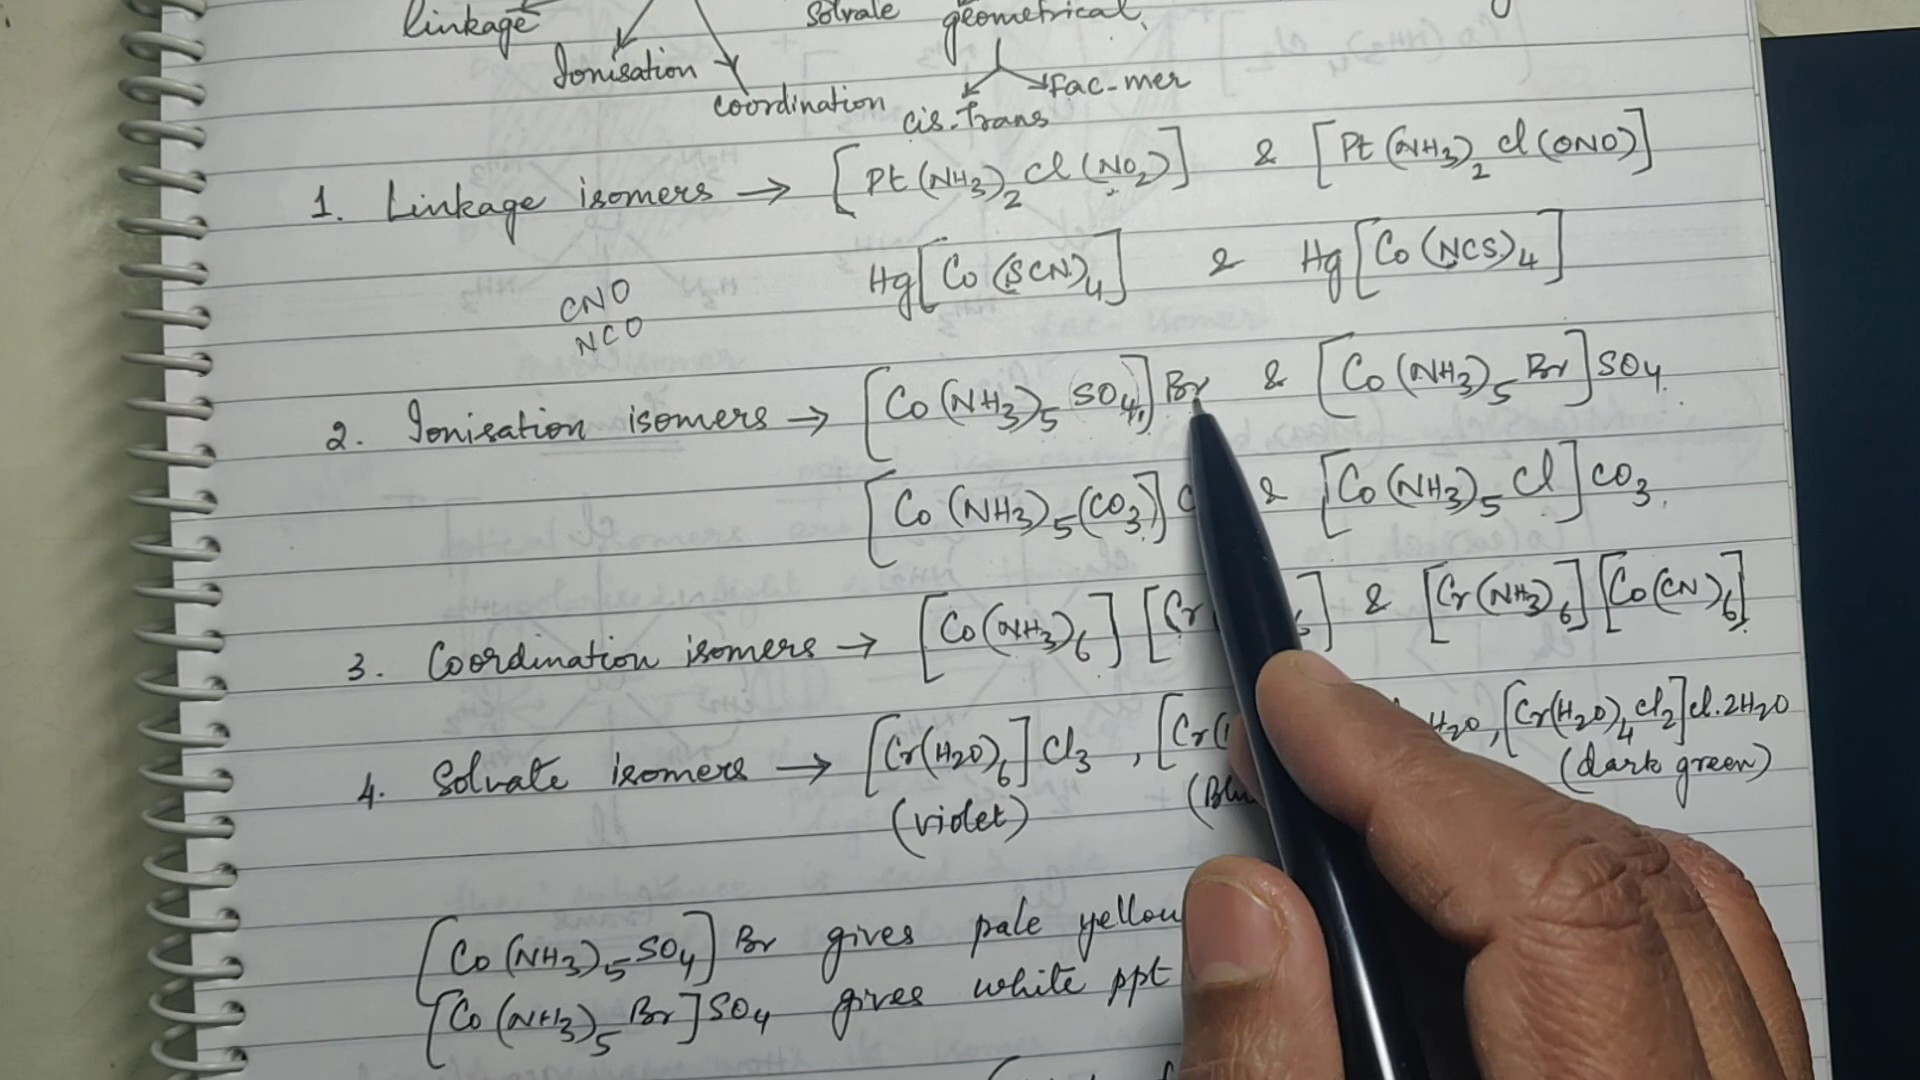 linkage solvate geometrical
Ionisation → fac-mer
coordination cis-trans
1. Linkage isomers → [Pt(NH3)2Cl(NO2)] & [Pt(NH3)2Cl(ONO)]
Hg[Co(SCN)4] & Hg[Co(NCS)4]
CNO
NCO
2. Ionisation isomers → [Co(NH3)5SO4]Br & [Co(NH3)5Br]SO4.
[Co(NH3)5(CO3)] & [Co(NH3)5Cl]CO3.
3. Coordination isomers → [Co(NH3)6][Cr & [Cr(NH3)6][Co(CN)6]
4. Solvate isomers → [Cr(H2O)6]Cl3, [Cr( H2O, [Cr(H2O)4Cl2]Cl.2H2O
(violet) (dark green)
[Co(NH3)5SO4]Br gives pale
[Co(NH3)5Br]SO4 gives white ppt